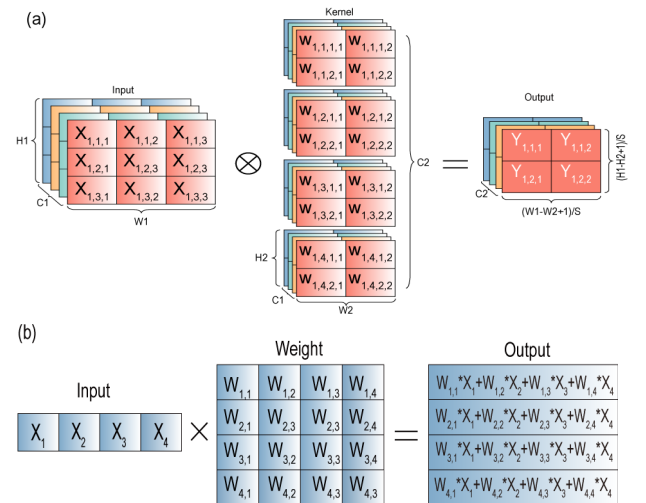 (a)
Kernel
Input
Output
H1
X1,1,1 X1,1,2 X1,1,3
X1,2,1 X1,2,3 X1,2,3
X1,3,1 X1,3,2 X1,3,3
C1
W1
⊗
W1,1,1,1 W1,1,1,2
W1,1,2,1 W1,1,2,2
W1,2,1,1 W1,2,1,2
W1,2,2,1 W1,2,2,2
W1,3,1,1 W1,3,1,2
W1,3,2,1 W1,3,2,2
W1,4,1,1 W1,4,1,2
W1,4,2,1 W1,4,2,2
H2
C1
W2
C2
=
Y1,1,1 Y1,1,2
Y1,2,1 Y1,2,2
C2
(W1-W2+1)/S
(H1-H2+1)/S
(b)
Input
X1 X2 X3 X4
×
Weight
W1,1 W1,2 W1,3 W1,4
W2,1 W2,3 W2,3 W2,4
W3,1 W3,2 W3,3 W3,4
W4,1 W4,2 W4,3 W4,3
=
Output
W1,1*X1+W1,2*X2+W1,3*X3+W1,4*X4
W2,1*X1+W2,2*X2+W2,3*X3+W2,4*X4
W3,1*X1+W3,2*X2+W3,3*X3+W3,4*X4
W4,1*X1+W4,2*X2+W4,3*X3+W4,4*X4